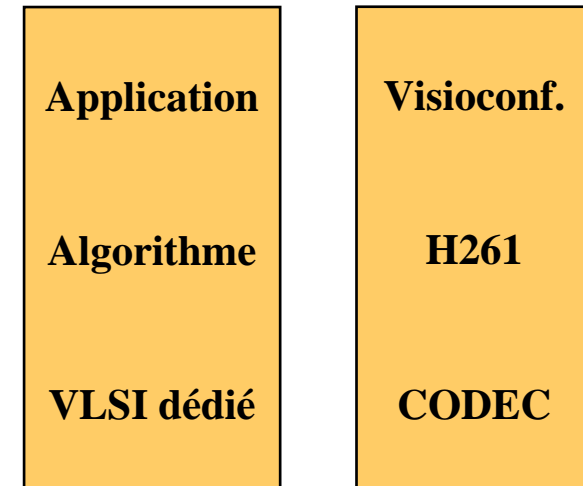 Application
Algorithme
VLSI dédié
Visioconf.
H261
CODEC